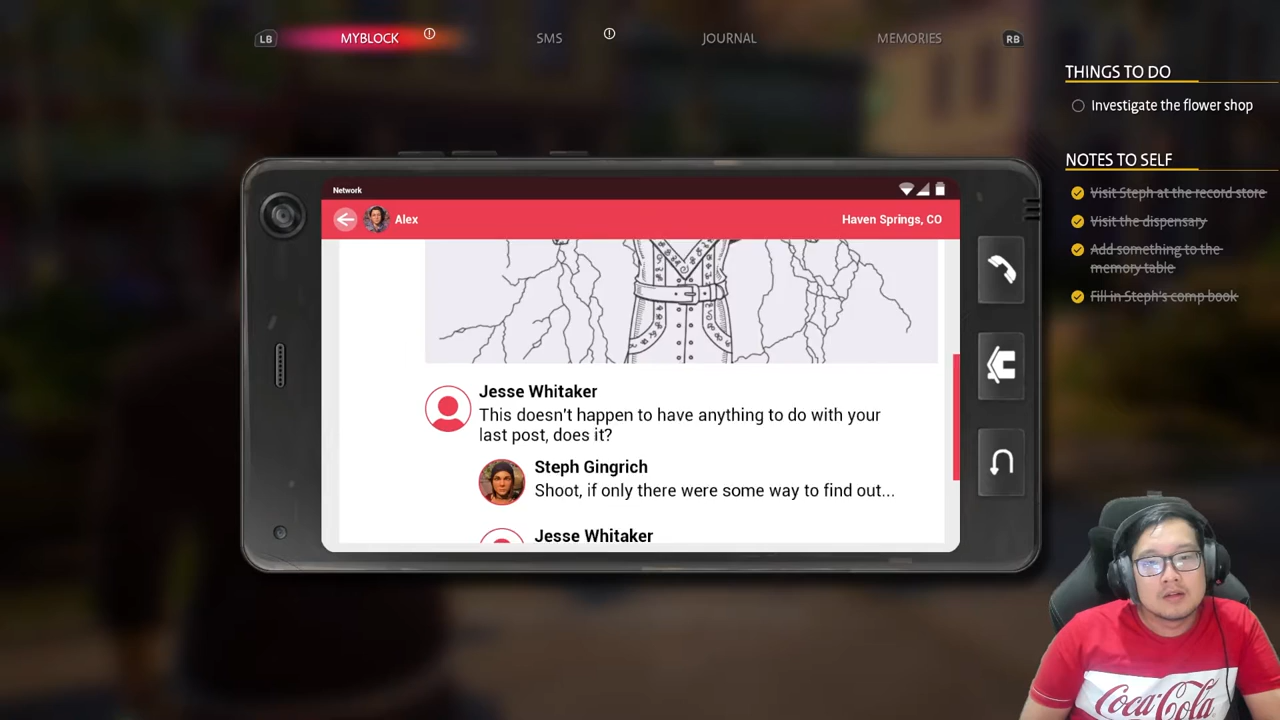 LB
MYBLOCK
SMS
JOURNAL
MEMORIES
RB
THINGS TO DO
Investigate the flower shop
NOTES TO SELF
Visit Steph at the record store
Visit the dispensary
Add something to the
memory table
Fill in Steph's comp book
Network
Alex
Haven Springs, CO
Jesse Whitaker
This doesn't happen to have anything to do with your
last post, does it?
Steph Gingrich
Shoot, if only there were some way to find out...
Jesse Whitaker
Coca-Cola